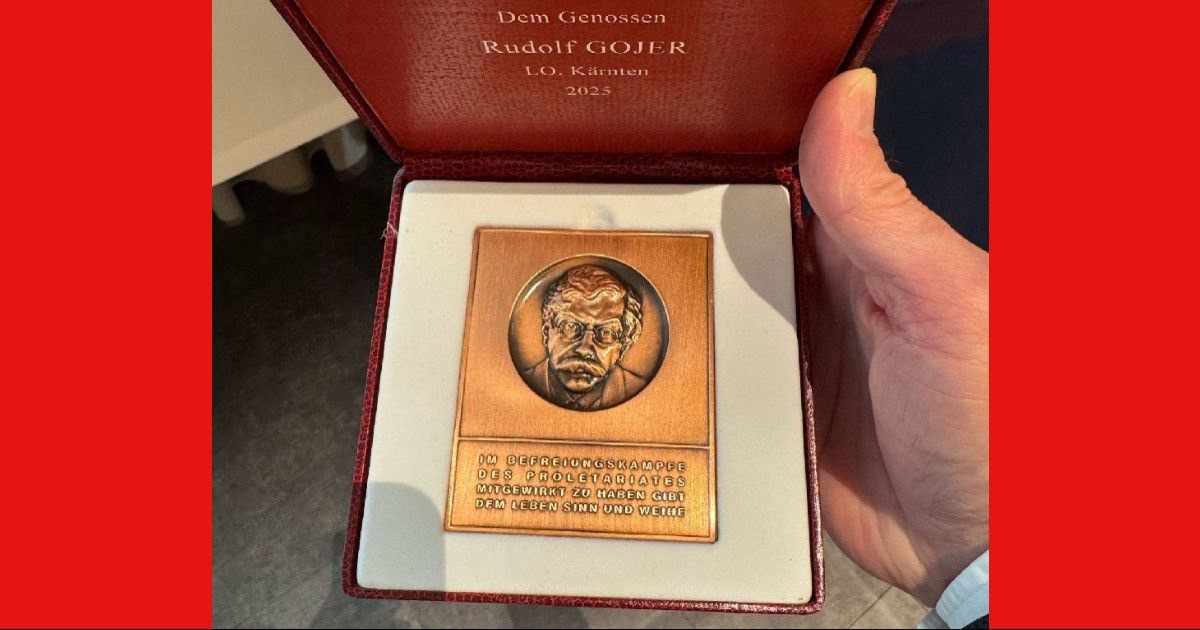 Dem Genossen
Rudolf GOJER
LO. Kärnten
2025
IM BEFREIUNGSKAMPFE
DES PROLETARIATES
MITGEWIRKT ZU HABEN GIBT
DEM LEBEN SINN UND WEIHE